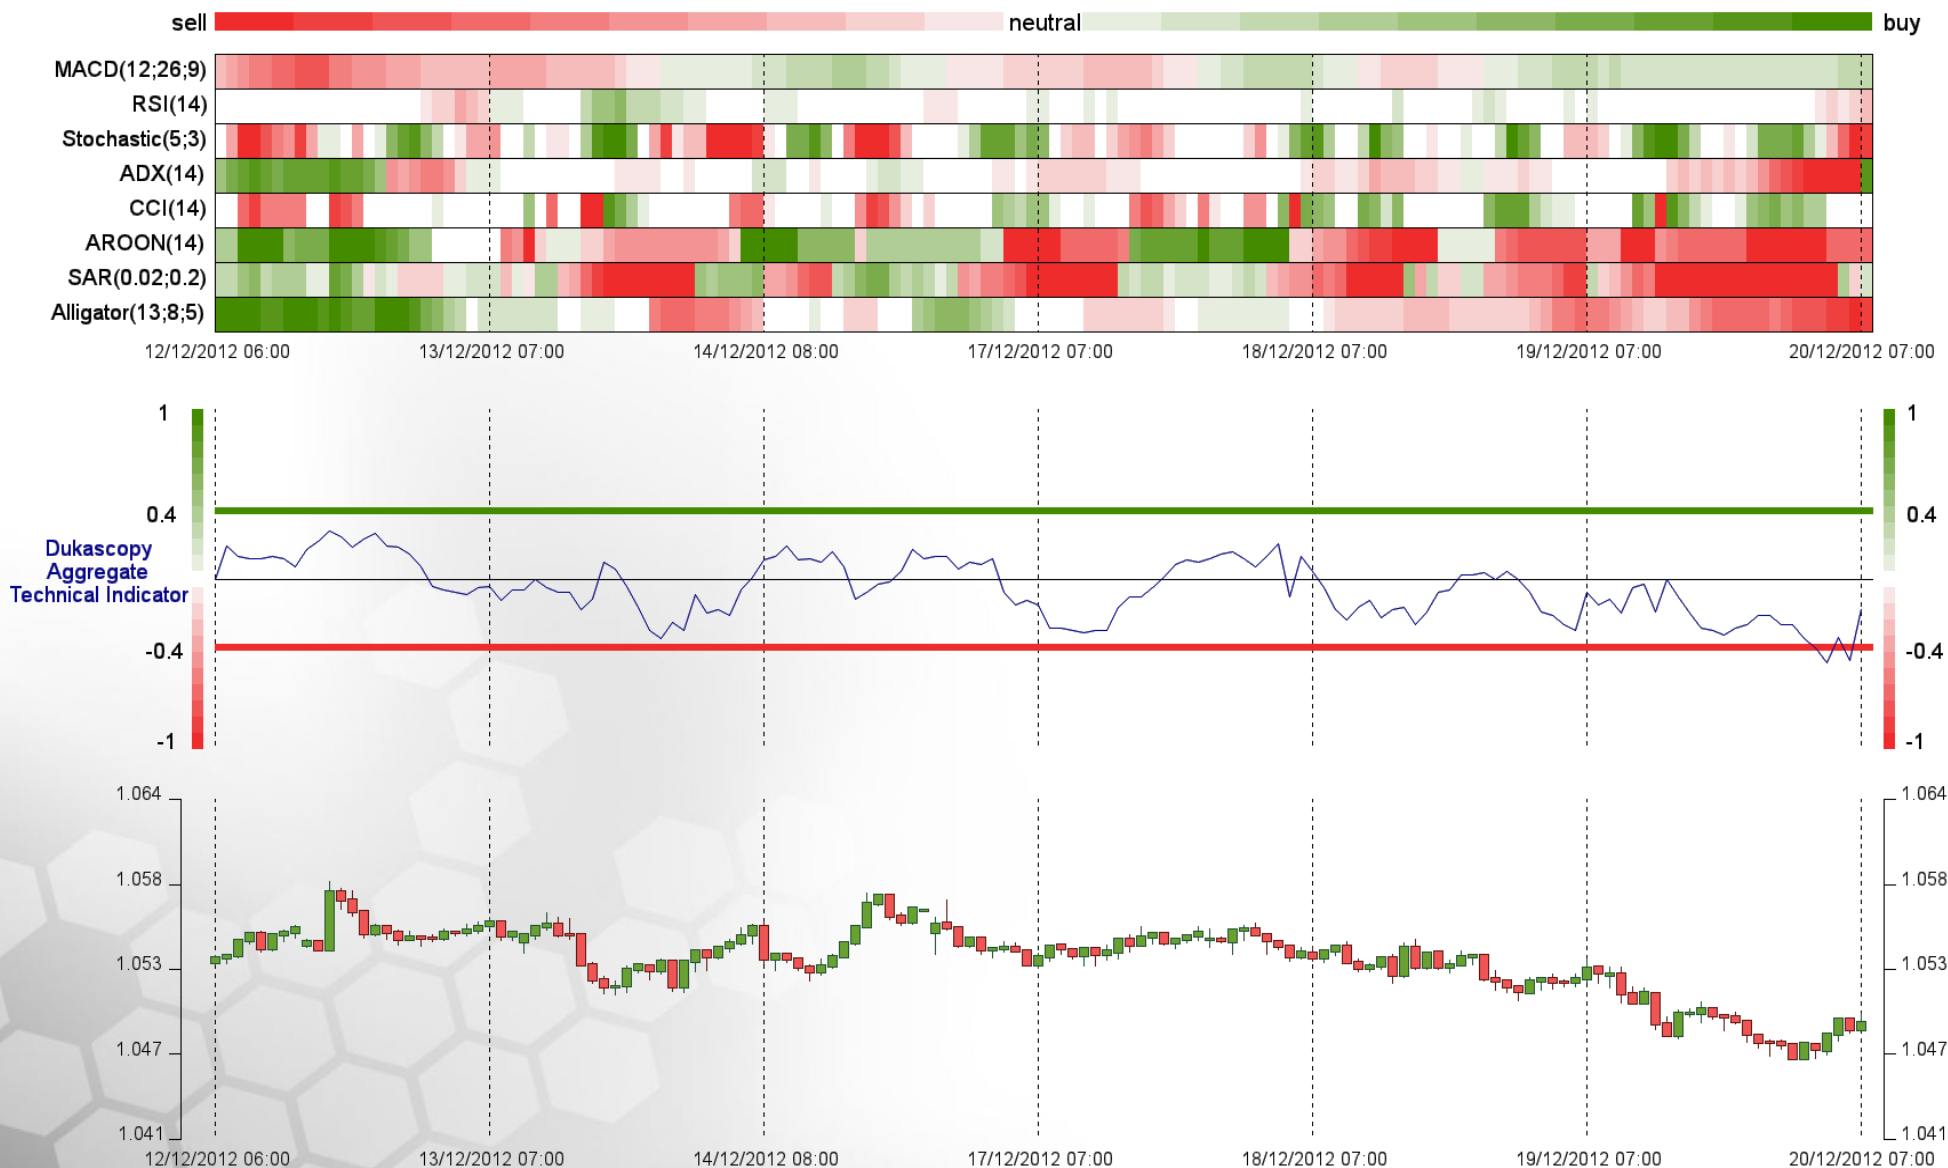 sell neutral buy
MACD(12;26;9)
RSI(14)
Stochastic(5;3)
ADX(14)
CCI(14)
AROON(14)
SAR(0.02;0.2)
Alligator(13;8;5)
12/12/2012 06:00 13/12/2012 07:00 14/12/2012 08:00 17/12/2012 07:00 18/12/2012 07:00 19/12/2012 07:00 20/12/2012 07:00
1 1
0.4 0.4
Dukascopy
Aggregate
Technical Indicator
-0.4 -0.4
-1 -1
1.064 1.064
1.058 1.058
1.053 1.053
1.047 1.047
1.041 1.041
12/12/2012 06:00 13/12/2012 07:00 14/12/2012 08:00 17/12/2012 07:00 18/12/2012 07:00 19/12/2012 07:00 20/12/2012 07:00